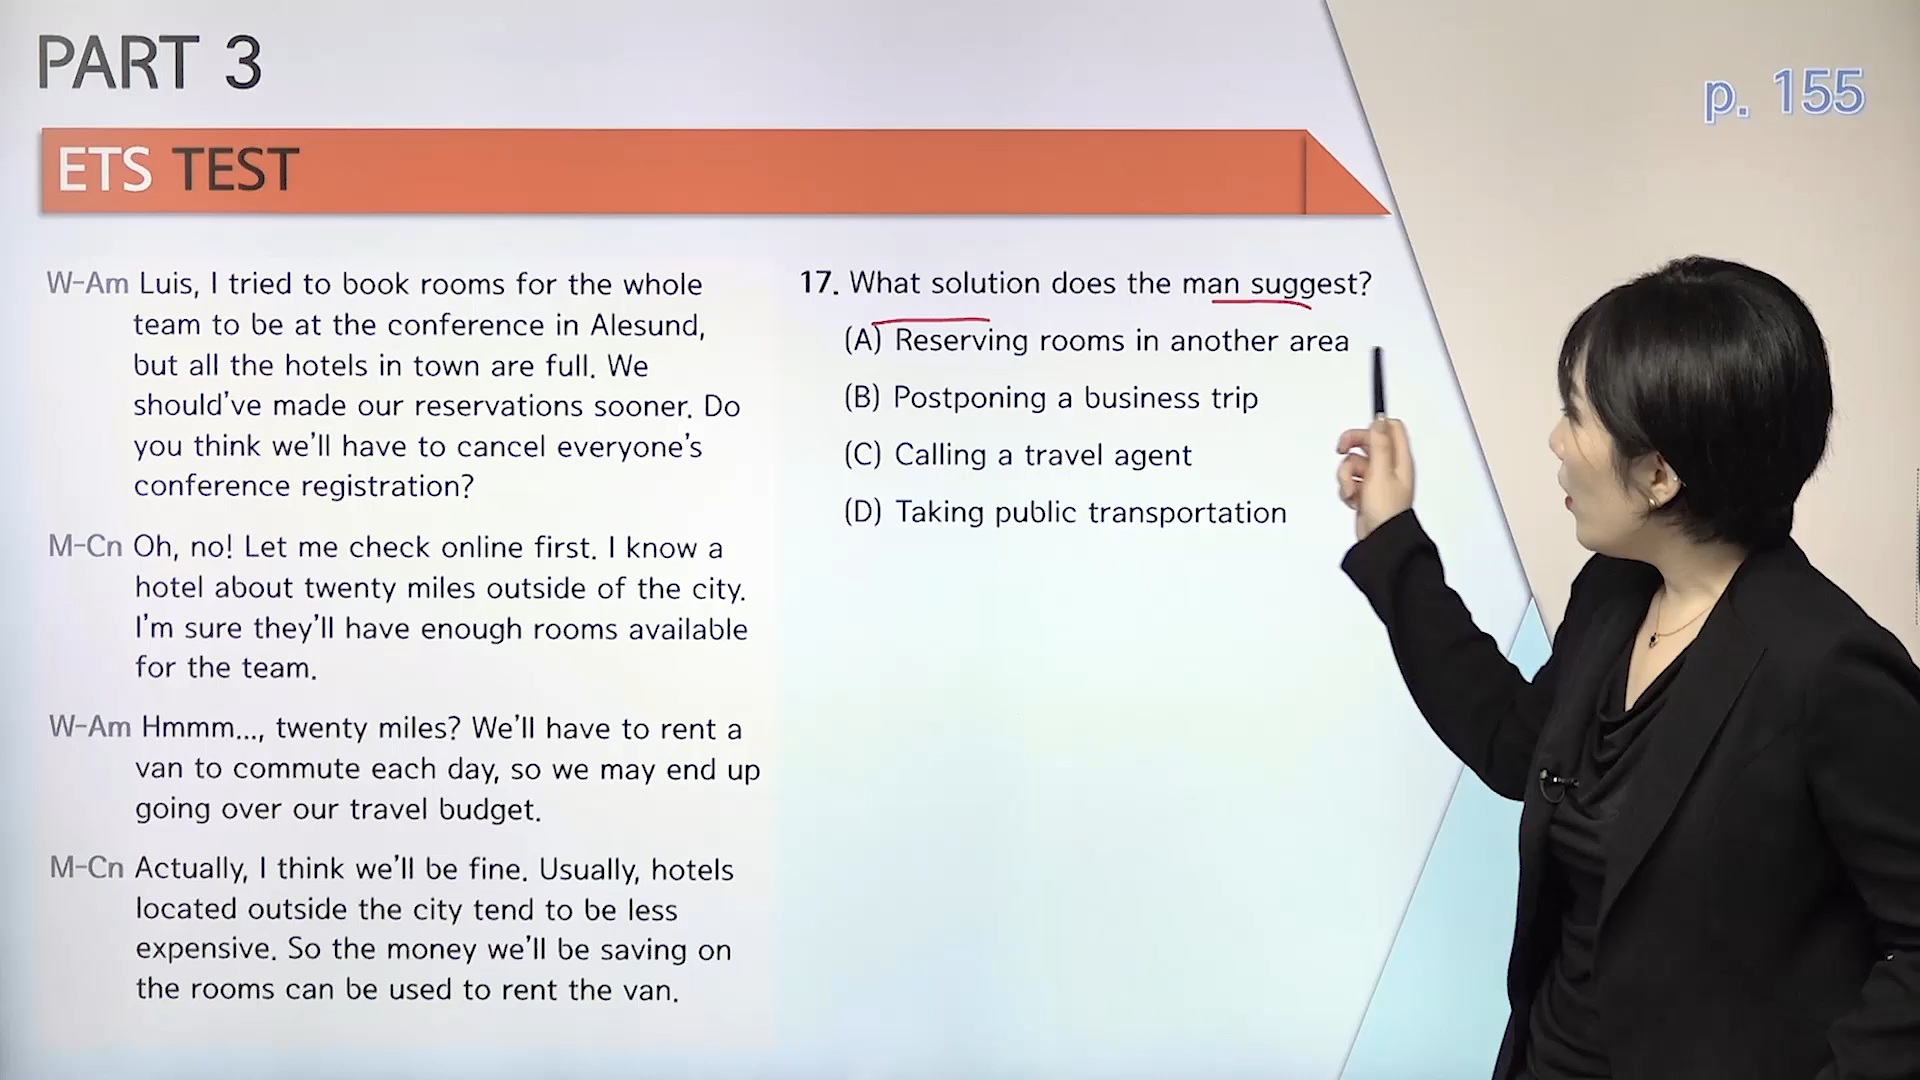 PART 3
p. 155
ETS TEST
W-Am Luis, I tried to book rooms for the whole
team to be at the conference in Alesund,
but all the hotels in town are full. We
should've made our reservations sooner. Do
you think we'll have to cancel everyone's
conference registration?
M-Cn Oh, no! Let me check online first. I know a
hotel about twenty miles outside of the city.
I'm sure they'll have enough rooms available
for the team.
W-Am Hmmm..., twenty miles? We'll have to rent a
van to commute each day, so we may end up
going over our travel budget.
M-Cn Actually, I think we'll be fine. Usually, hotels
located outside the city tend to be less
expensive. So the money we'll be saving on
the rooms can be used to rent the van.
17. What solution does the man suggest?
(A) Reserving rooms in another area
(B) Postponing a business trip
(C) Calling a travel agent
(D) Taking public transportation